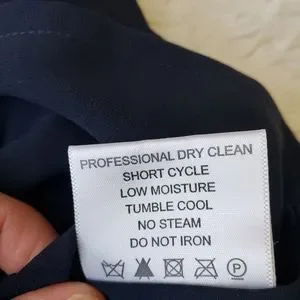 PROFESSIONAL DRY CLEAN
SHORT CYCLE
LOW MOISTURE
TUMBLE COOL
NO STEAM
DO NOT IRON
P